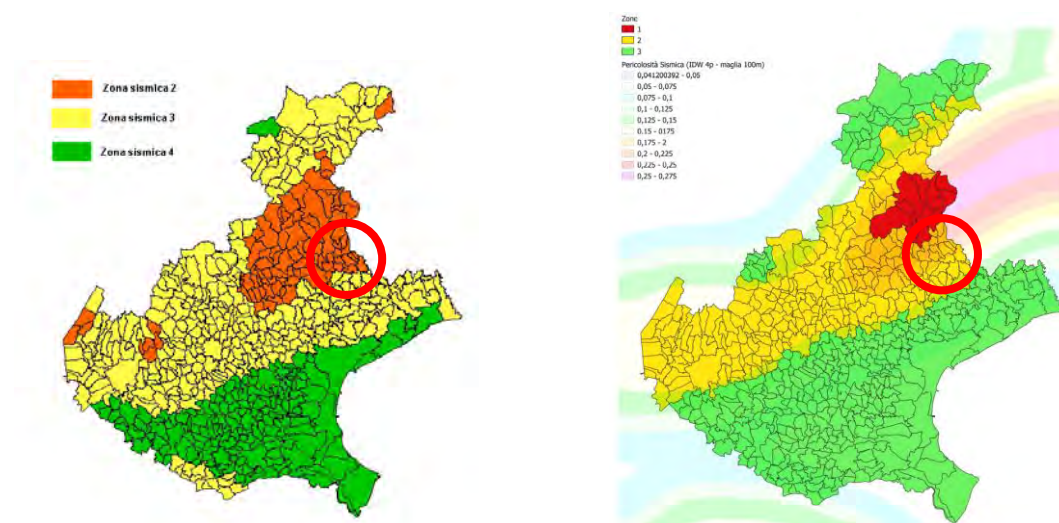 Zona sismica 2
Zona sismica 3
Zona sismica 4
Zone
1
2
3
Pericolosità Sismica (IDW 4p - maglia 100m)
0,041200392 - 0,05
0,05 - 0,075
0,075 - 0,1
0,1 - 0,125
0,125 - 0,15
0.15 - 0175
0,175 - 2
0,2 - 0,225
0,225 - 0,25
0,25 - 0,275